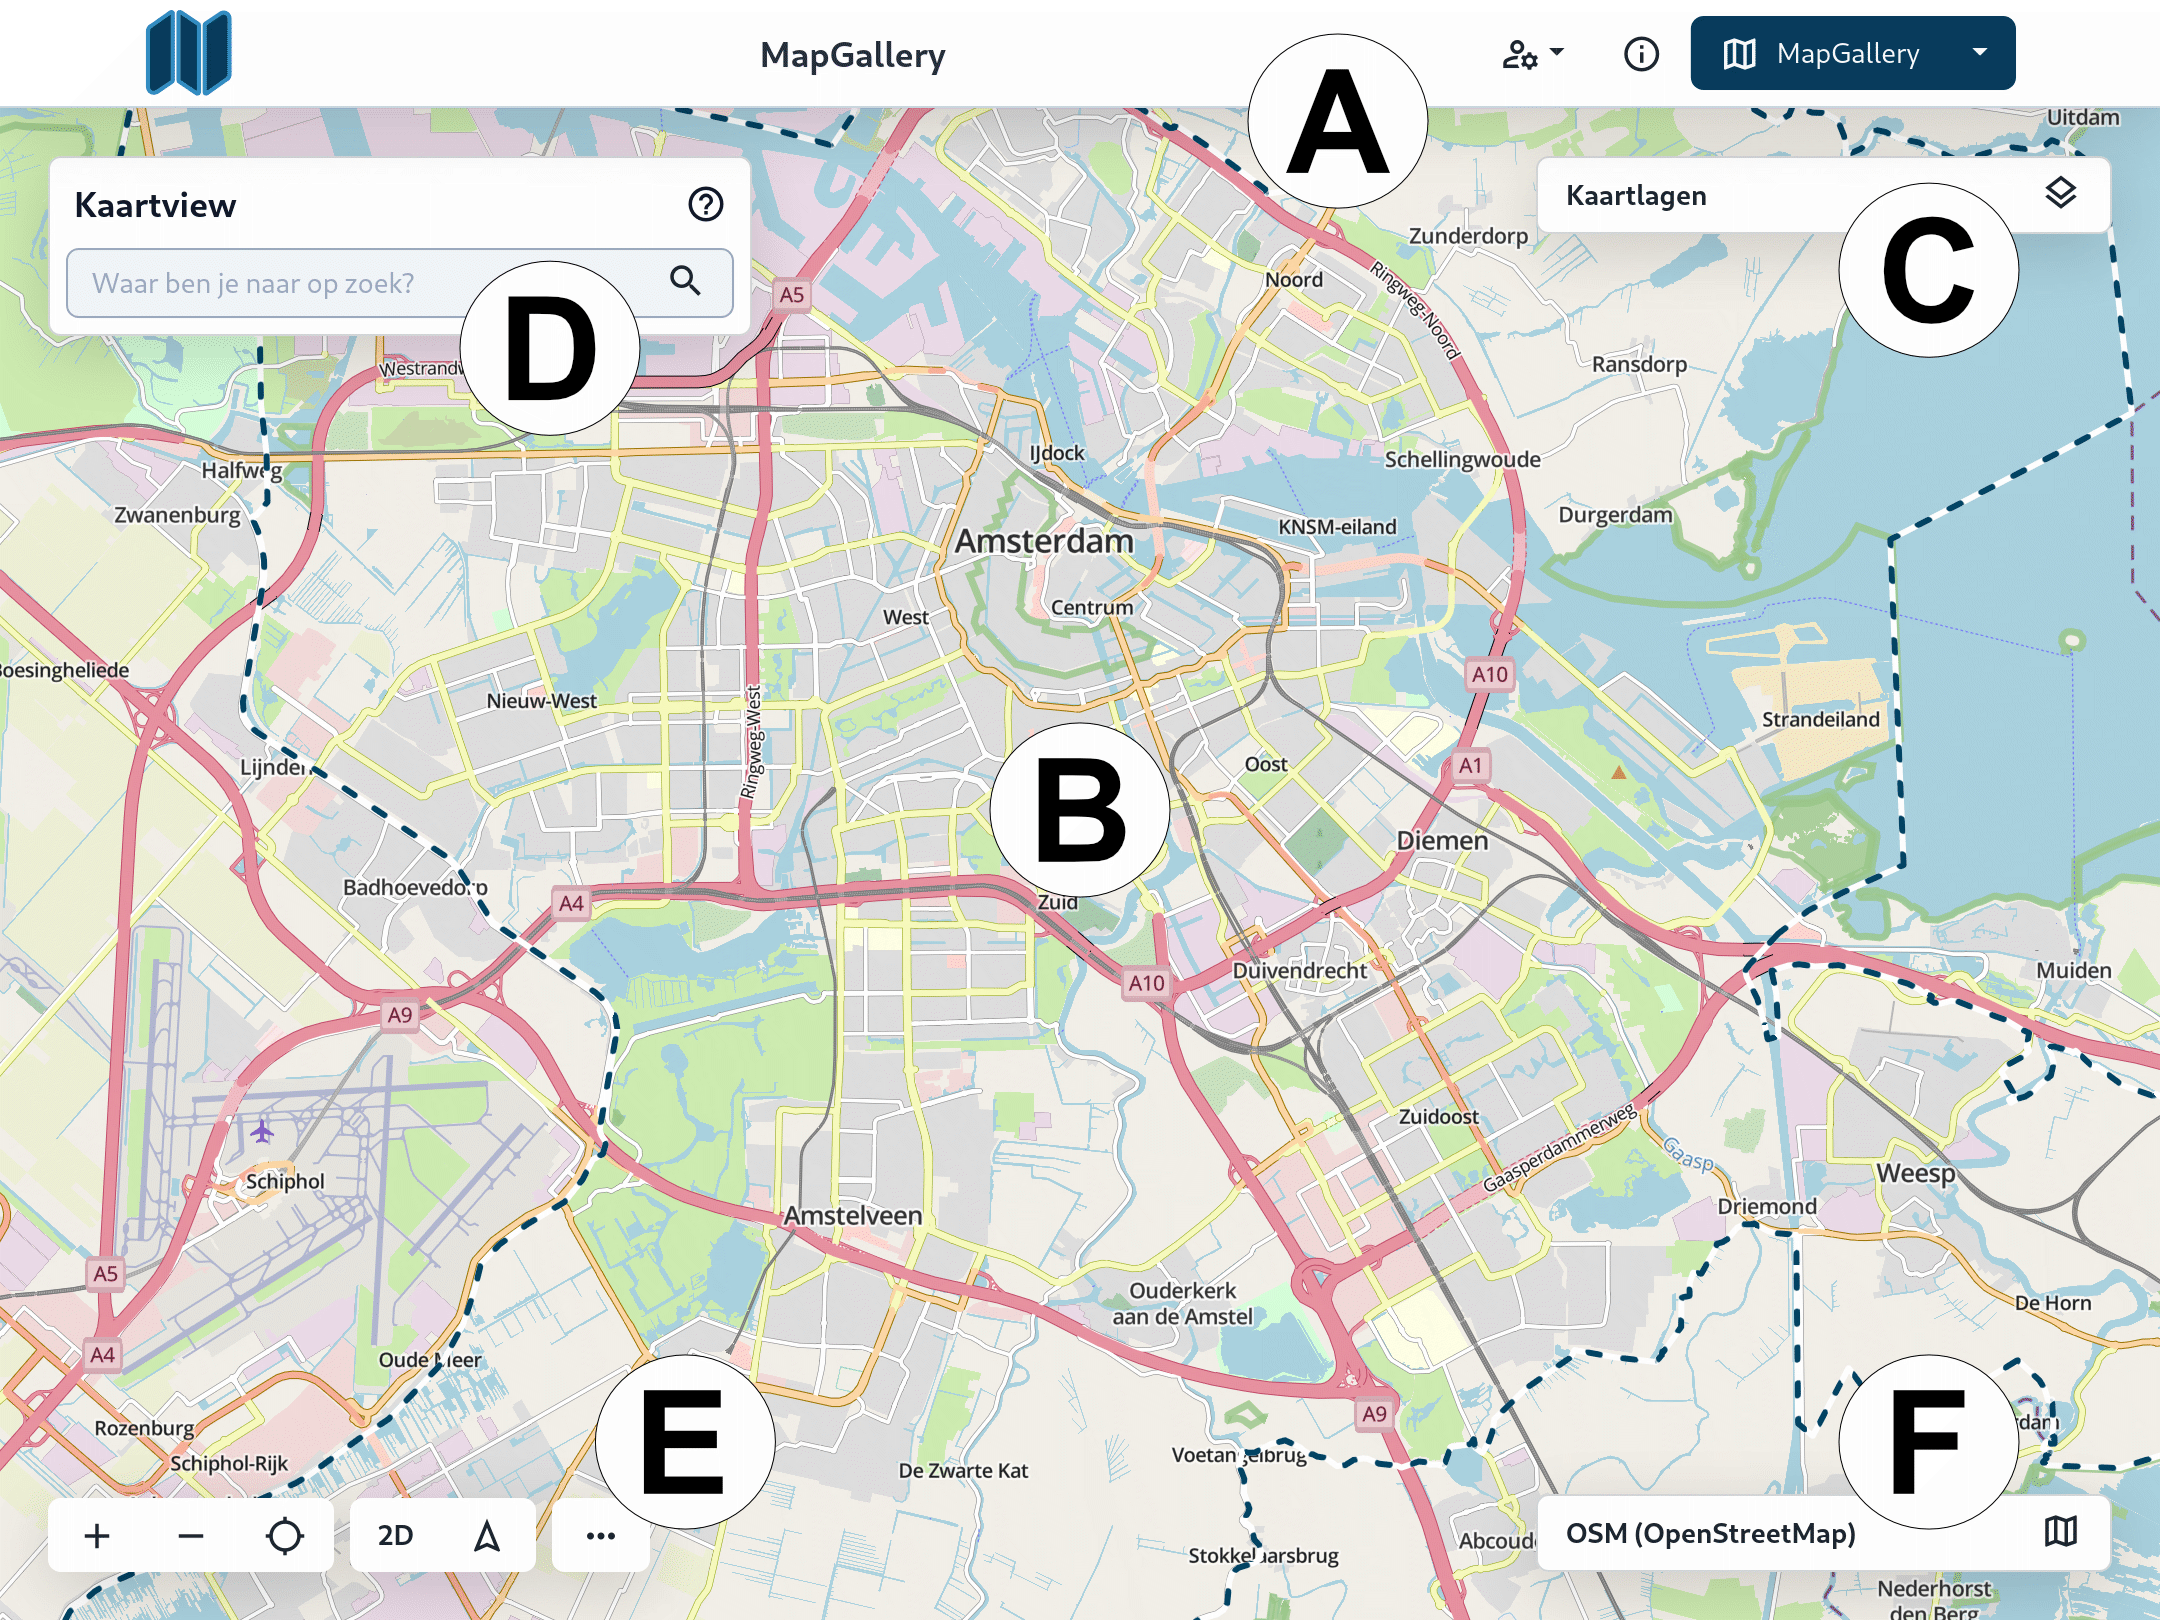 MapGallery
MapGallery
A
Uitdam
Kaartview
Kaartlagen
C
Waar ben je naar op zoek?
D
A5
Zunderdorp
Noord
Ringweg-Noord
Ransdorp
Halfweg
IJdock
Schellingwoude
Zwanenburg
Durgerdam
KNSM-eiland
Amsterdam
Centrum
West
Boesingheliede
A10
Nieuw-West
Strandeiland
Ringweg-West
Lijnden
B
Oost
A1
Diemen
Badhoevedorp
A4
Zuid
Duivendrecht
Muiden
A10
A9
Zuidoost
Gaasperdammerweg
Gaasp
Weesp
Schiphol
Driemond
Amstelveen
A5
Ouderkerk
aan de Amstel
De Horn
A4
Oude Meer
E
F
A9
Rozenburg
Voetangelbrug
Schiphol-Rijk
De Zwarte Kat
2D
OSM (OpenStreetMap)
Stokkelaarsbrug
Nederhorst
den Berg